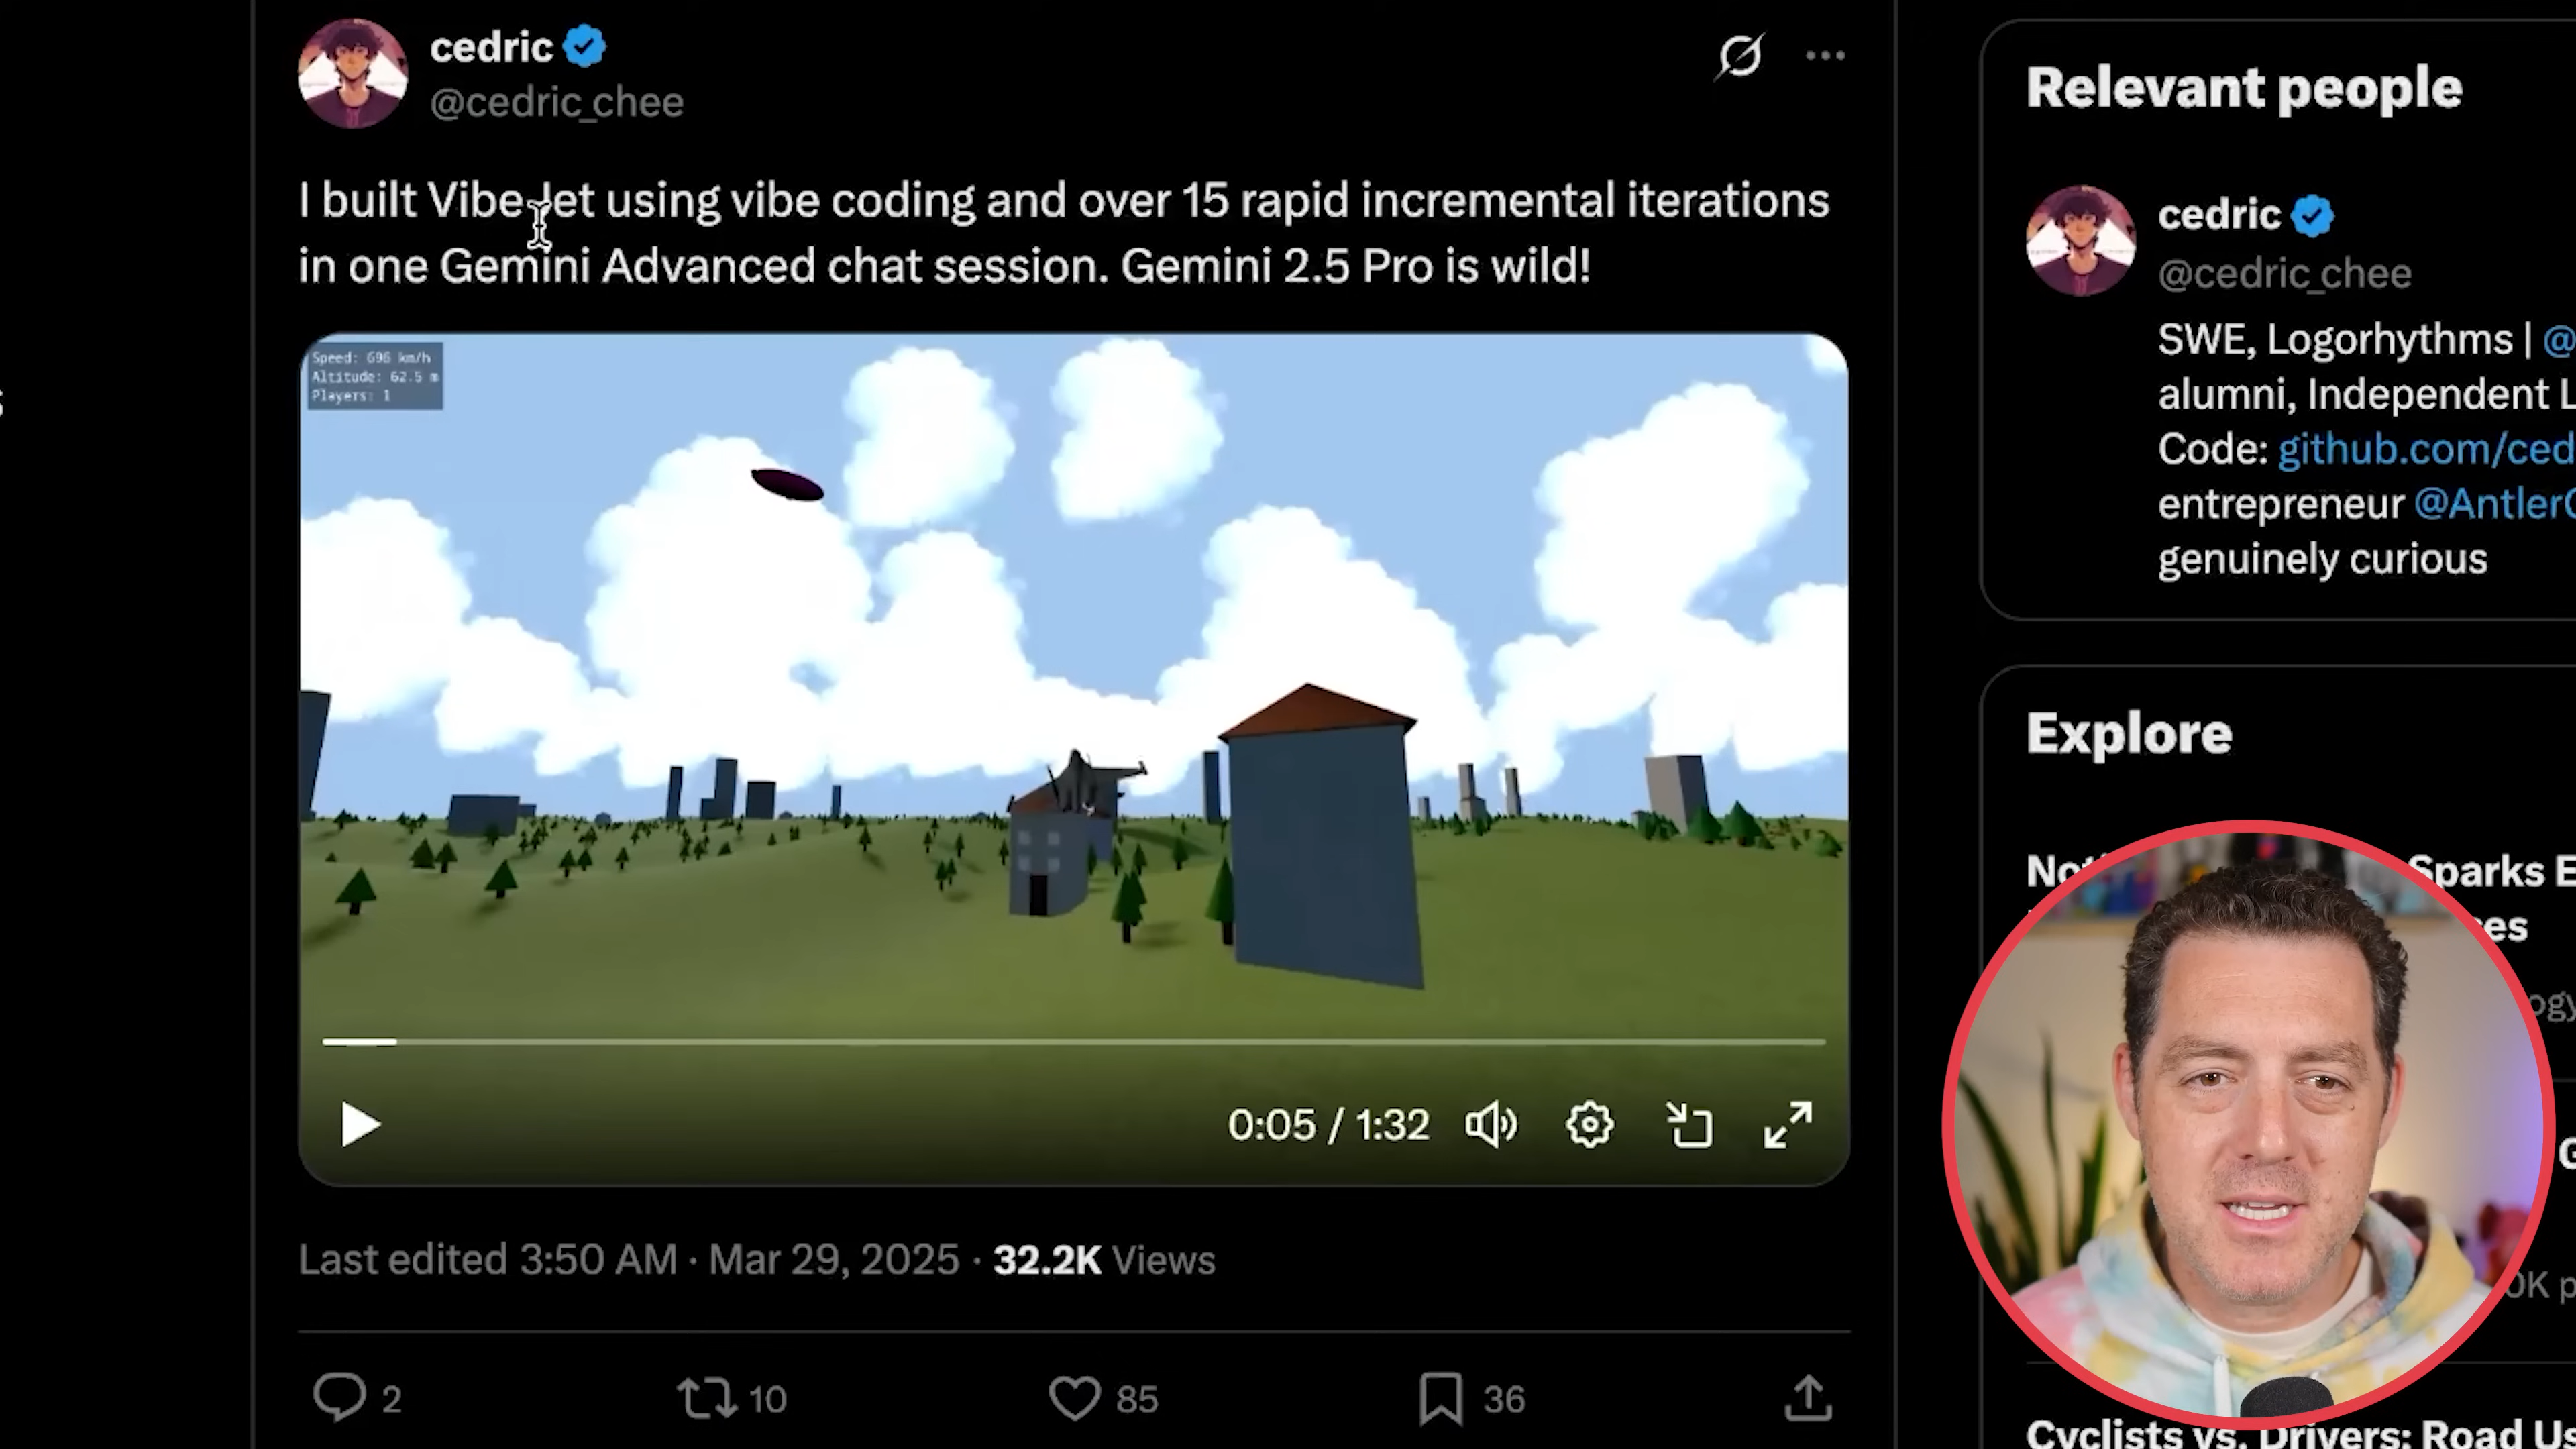 cedric
@cedric_chee
I built Vibe Jet using vibe coding and over 15 rapid incremental iterations
in one Gemini Advanced chat session. Gemini 2.5 Pro is wild!
Speed: 696 km/h
Altitude: 62.5 m
Players: 1
0:05 / 1:32
Last edited 3:50 AM · Mar 29, 2025 · 32.2K Views
2
10
85
36
Relevant people
cedric
@cedric_chee
SWE, Logorhythms | @
alumni, Independent L
Code: github.com/ced
entrepreneur @AntlerG
genuinely curious
Explore
Sparks E
Cyclists vs. Drivers: Road Us